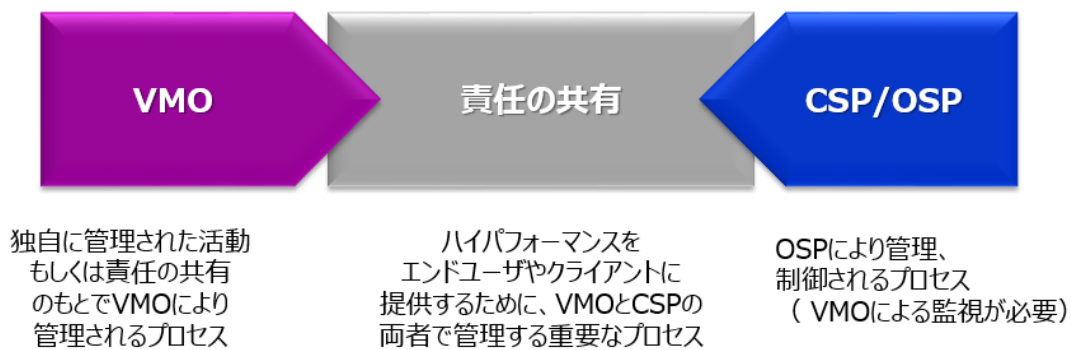 VMO
責任の共有
CSP/OSP
独自に管理された活動
もしくは責任の共有
のもとでVMOにより
管理されるプロセス
ハイパフォーマンスを
エンドユーザやクライアントに
提供するために、VMOとCSPの
両者で管理する重要なプロセス
OSPにより管理、
制御されるプロセス
（ VMOによる監視が必要）